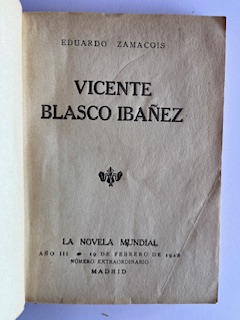 EDUARDO ZAMACOIS
VICENTE
BLASCO IBAÑEZ
LA NOVELA MUNDIAL
AÑO III 19 DE FEBRERO DE 1928
NÚMERO EXTRAORDINARIO
MADRID